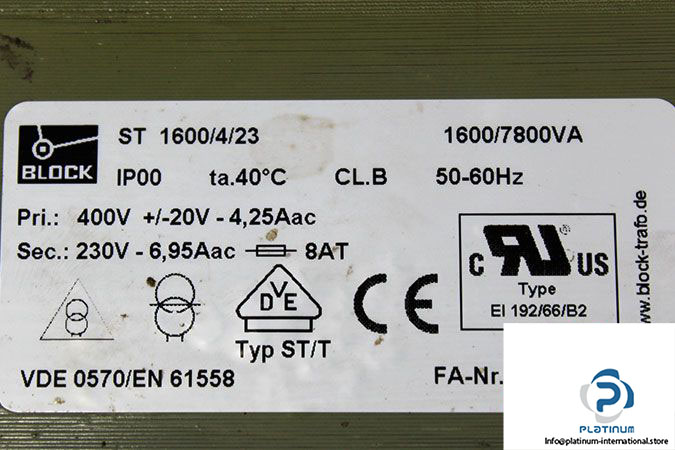 BLOCK
ST 1600/4/23 1600/7800VA
IP00 ta.40°C CL.B 50-60Hz
Pri.: 400V +/-20V - 4,25Aac
Sec.: 230V - 6,95Aac 8AT
C RU US
Type
EI 192/66/B2
DVE
Typ ST/T
CE
VDE 0570/EN 61558
FA-Nr.
www.block-trafo.de
PLATINUM
Info@platinum-international.store